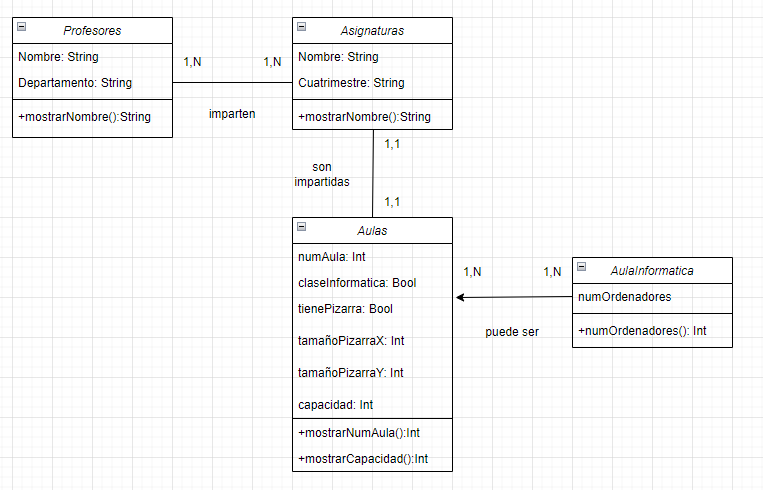 Profesores
Nombre: String
Departamento: String
+mostrarNombre():String
1,N
1,N
imparten
Asignaturas
Nombre: String
Cuatrimestre: String
+mostrarNombre():String
1,1
son
impartidas
1,1
Aulas
numAula: Int
claseInformatica: Bool
tienePizarra: Bool
tamañoPizarraX: Int
tamañoPizarraY: Int
capacidad: Int
+mostrarNumAula():Int
+mostrarCapacidad():Int
1,N
1,N
puede ser
AulaInformatica
numOrdenadores
+numOrdenadores(): Int